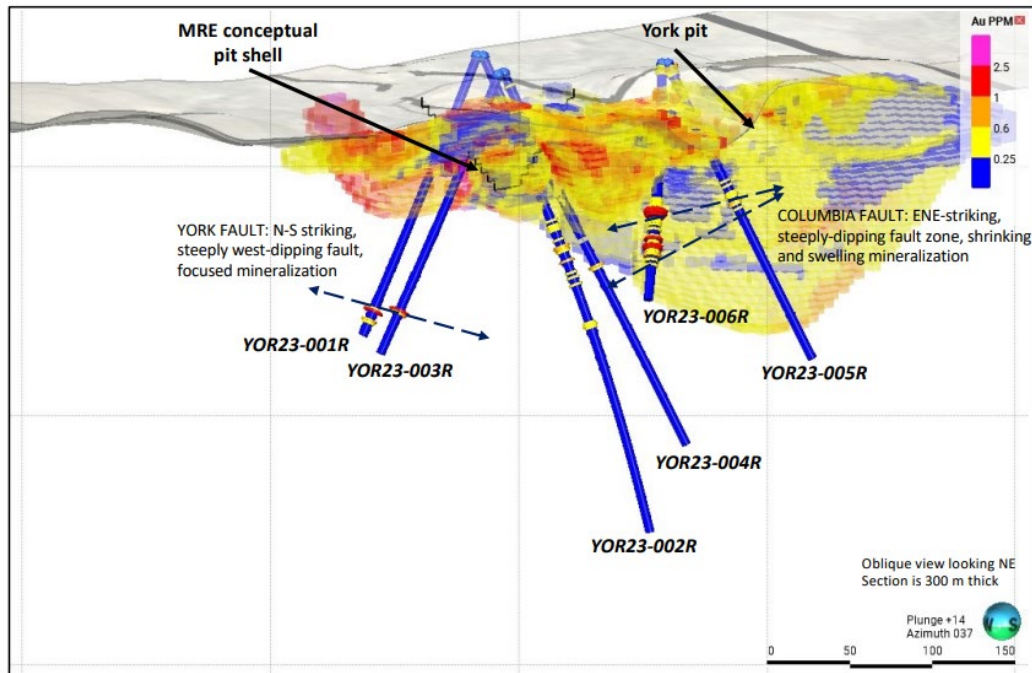 MRE conceptual
pit shell
York pit
Au PPM
2.5
1
0.6
0.25
YORK FAULT: N-S striking,
steeply west-dipping fault,
focused mineralization
COLUMBIA FAULT: ENE-striking,
steeply-dipping fault zone, shrinking
and swelling mineralization
YOR23-001R
YOR23-003R
YOR23-006R
YOR23-005R
YOR23-004R
YOR23-002R
Oblique view looking NE
Section is 300 m thick
Plunge +14
Azimuth 037
W S
0 50 100 150